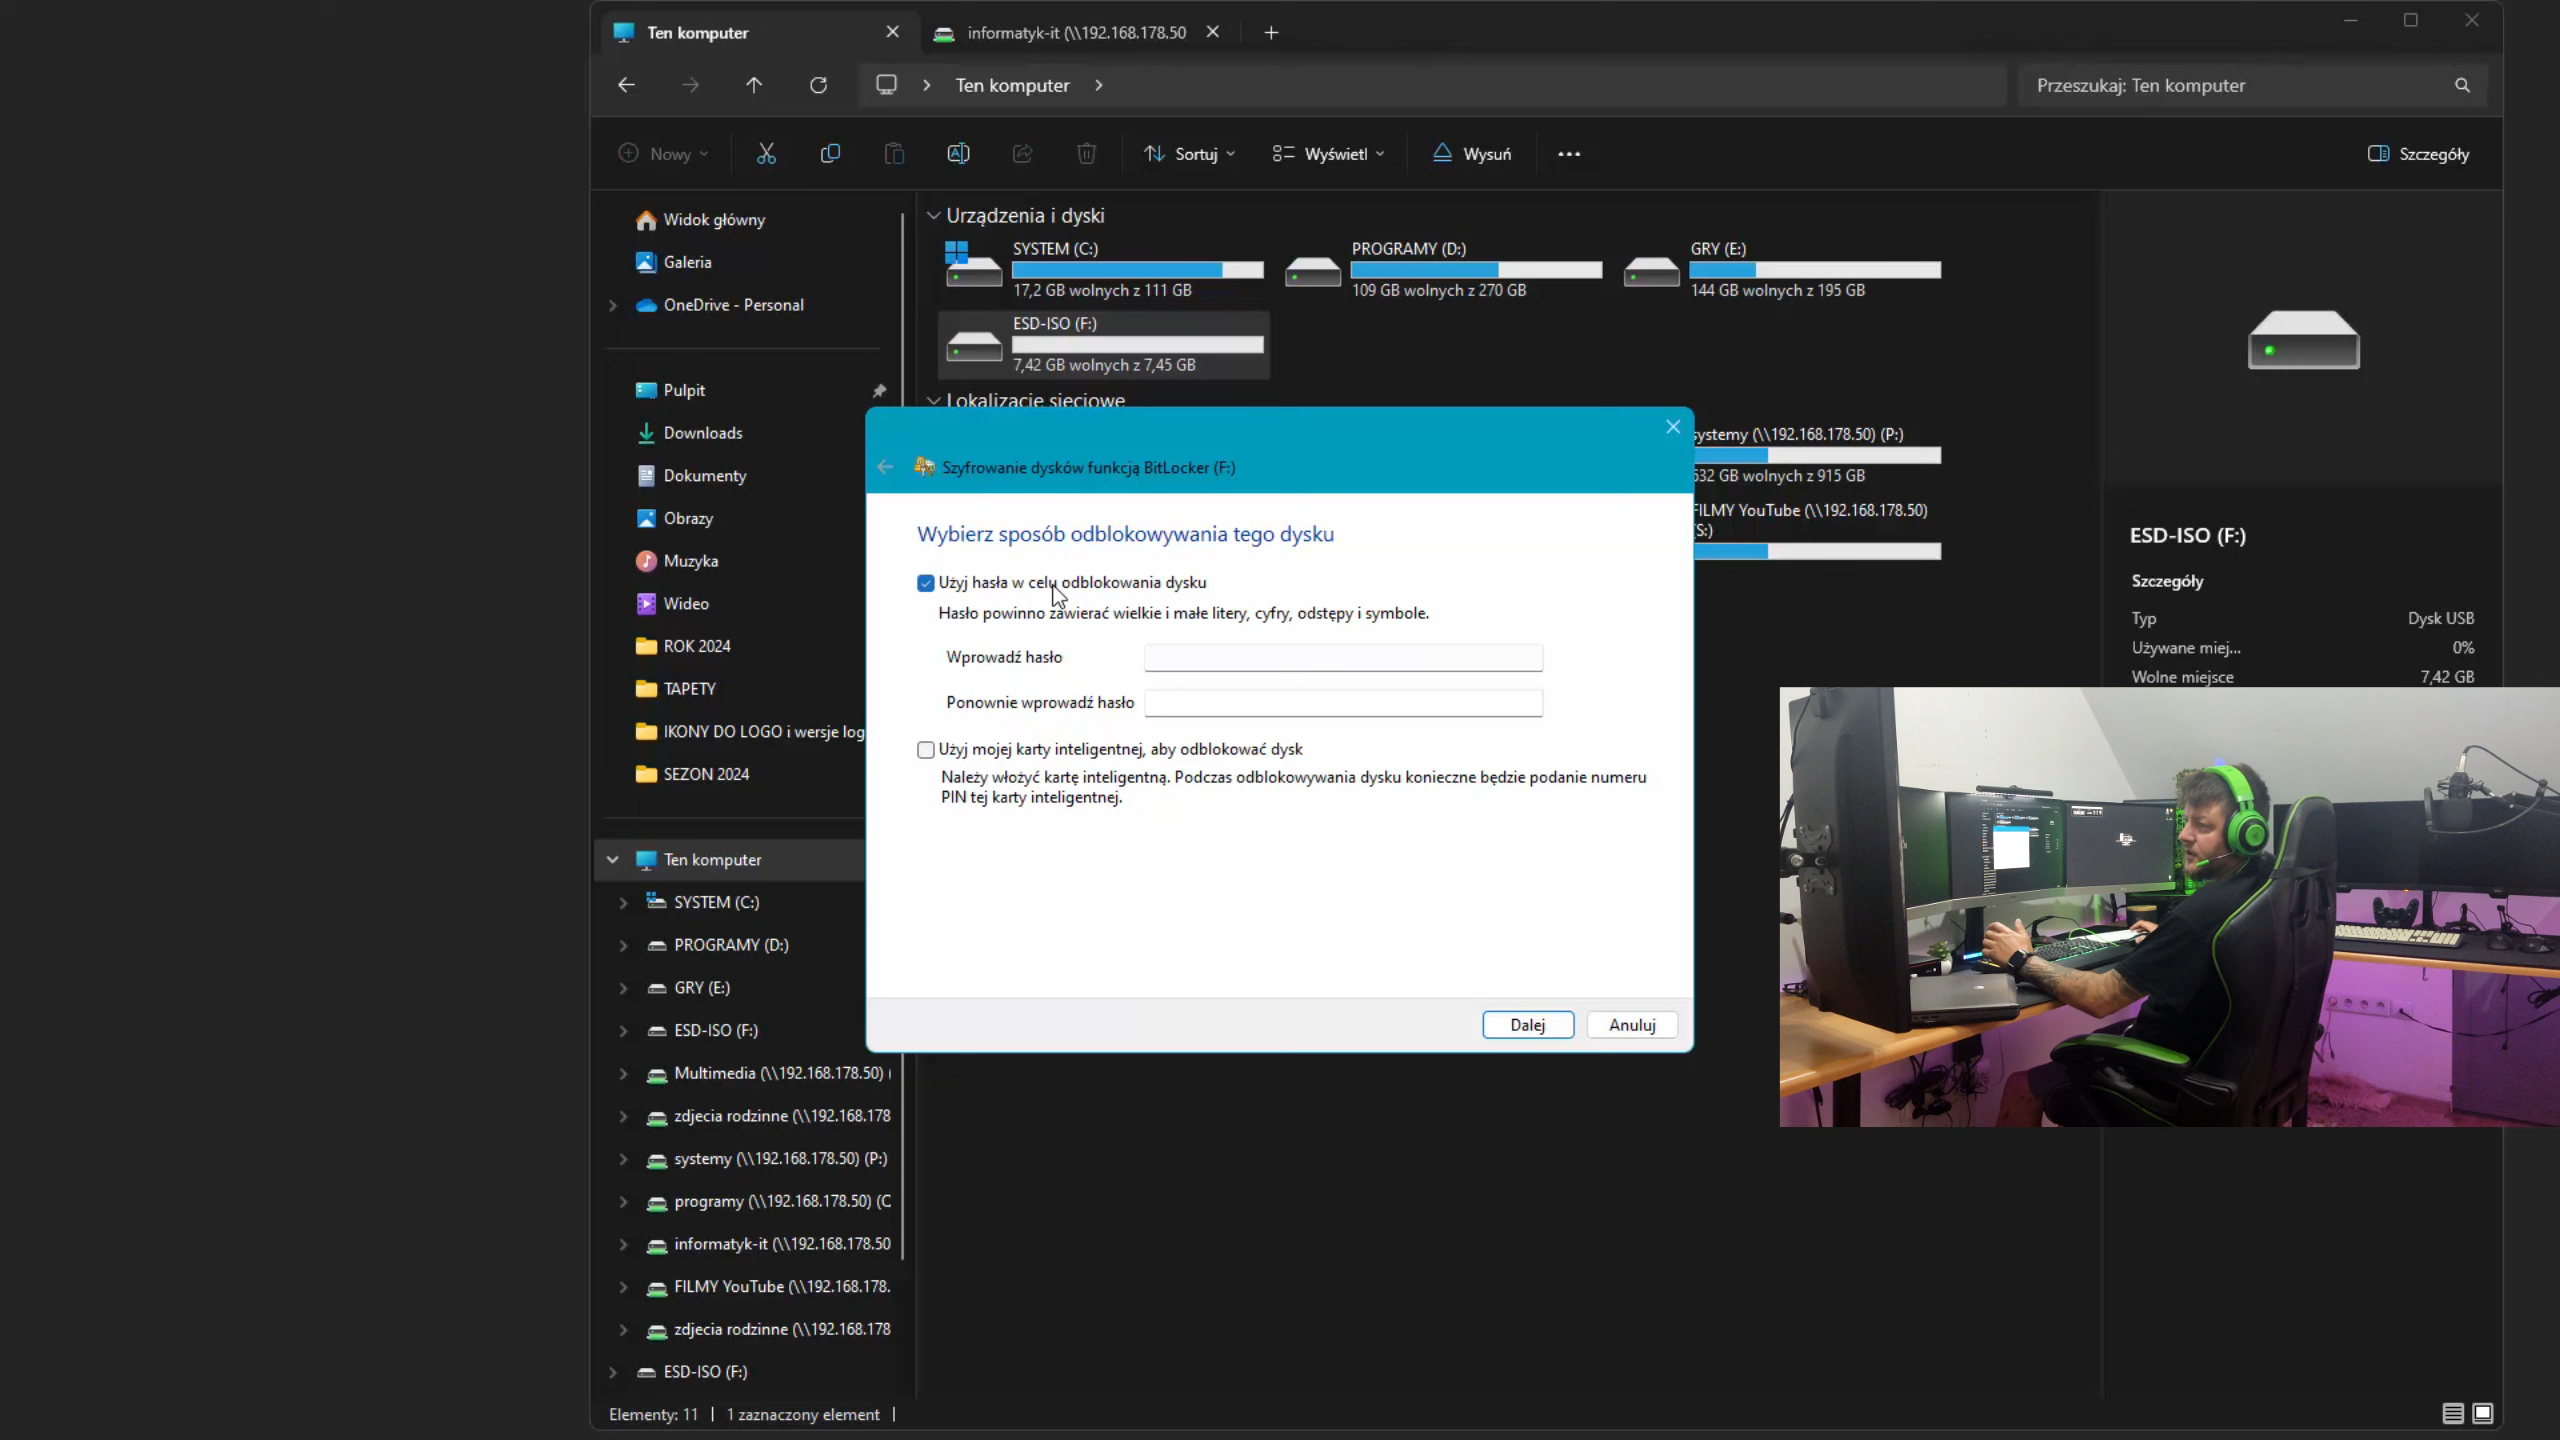 Ten komputer
informatyk-it (\\192.168.178.50
Ten komputer
Przeszukaj: Ten komputer
Nowy
Sortuj
Wyświetl
Wysuń
Szczegóły
Widok główny
Galeria
OneDrive - Personal
Pulpit
Downloads
Dokumenty
Obrazy
Muzyka
Wideo
ROK 2024
TAPETY
IKONY DO LOGO i wersje log
SEZON 2024
Ten komputer
SYSTEM (C:)
PROGRAMY (D:)
GRY (E:)
ESD-ISO (F:)
Multimedia (\\192.168.178.50) (
zdjecia rodzinne (\\192.168.178
systemy (\\192.168.178.50) (P:)
programy (\\192.168.178.50) (
informatyk-it (\\192.168.178.50
FILMY YouTube (\\192.168.178.
zdjecia rodzinne (\\192.168.178
ESD-ISO (F:)
Urządzenia i dyski
SYSTEM (C:)
17,2 GB wolnych z 111 GB
PROGRAMY (D:)
109 GB wolnych z 270 GB
GRY (E:)
144 GB wolnych z 195 GB
ESD-ISO (F:)
7,42 GB wolnych z 7,45 GB
Lokalizacje sieciowe
systemy (\\192.168.178.50) (P:)
532 GB wolnych z 915 GB
FILMY YouTube (\\192.168.178.50)
(S:)
Szyfrowanie dysków funkcją BitLocker (F:)
Wybierz sposób odblokowywania tego dysku
Użyj hasła w celu odblokowania dysku
Hasło powinno zawierać wielkie i małe litery, cyfry, odstępy i symbole.
Wprowadź hasło
Ponownie wprowadź hasło
Użyj mojej karty inteligentnej, aby odblokować dysk
Należy włożyć kartę inteligentną. Podczas odblokowywania dysku konieczne będzie podanie numeru
PIN tej karty inteligentnej.
Dalej
Anuluj
ESD-ISO (F:)
Szczegóły
Typ
Dysk USB
Używane miej...
0%
Wolne miejsce
7,42 GB
Elementy: 11
1 zaznaczony element